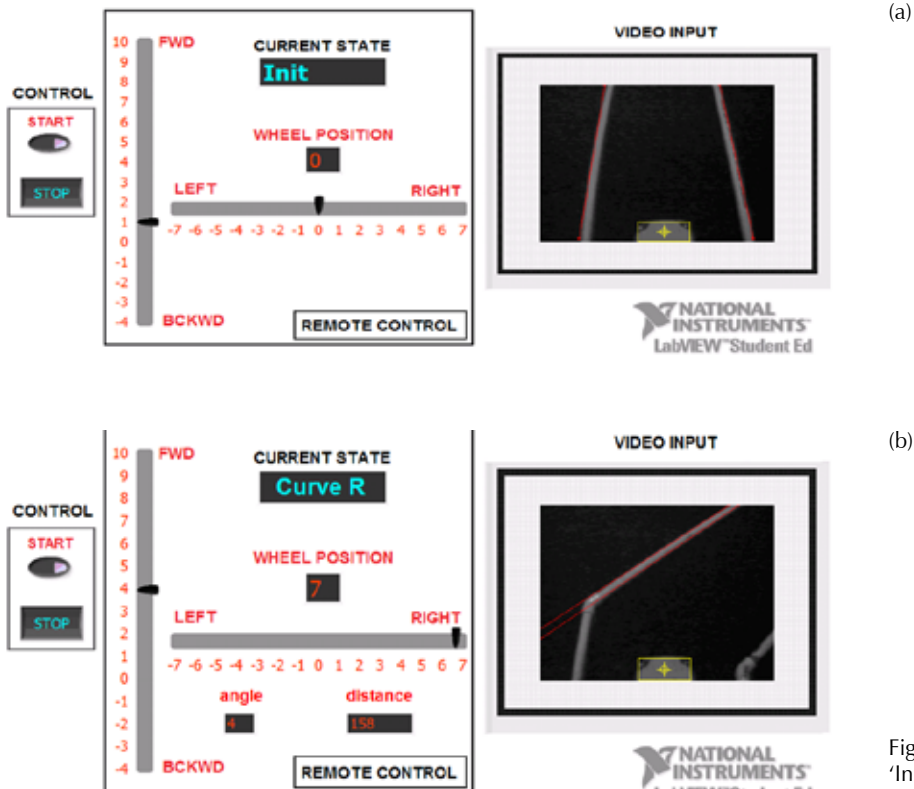 (a)
VIDEO INPUT
10 FWD
9
8
7
6
5
4
3
2
1
0
-1
-2
-3
-4 BCKWD
CURRENT STATE
Init
CONTROL
START
STOP
WHEEL POSITION
0
LEFT RIGHT
-7 -6 -5 -4 -3 -2 -1 0 1 2 3 4 5 6 7
REMOTE CONTROL
NATIONAL
INSTRUMENTS™
LabVIEW™Student Ed
(b)
VIDEO INPUT
10 FWD
9
8
7
6
5
4
3
2
1
0
-1
-2
-3
-4 BCKWD
CURRENT STATE
Curve R
CONTROL
START
STOP
WHEEL POSITION
7
LEFT RIGHT
-7 -6 -5 -4 -3 -2 -1 0 1 2 3 4 5 6 7
angle distance
4 158
REMOTE CONTROL
NATIONAL
INSTRUMENTS™
Fig
'In